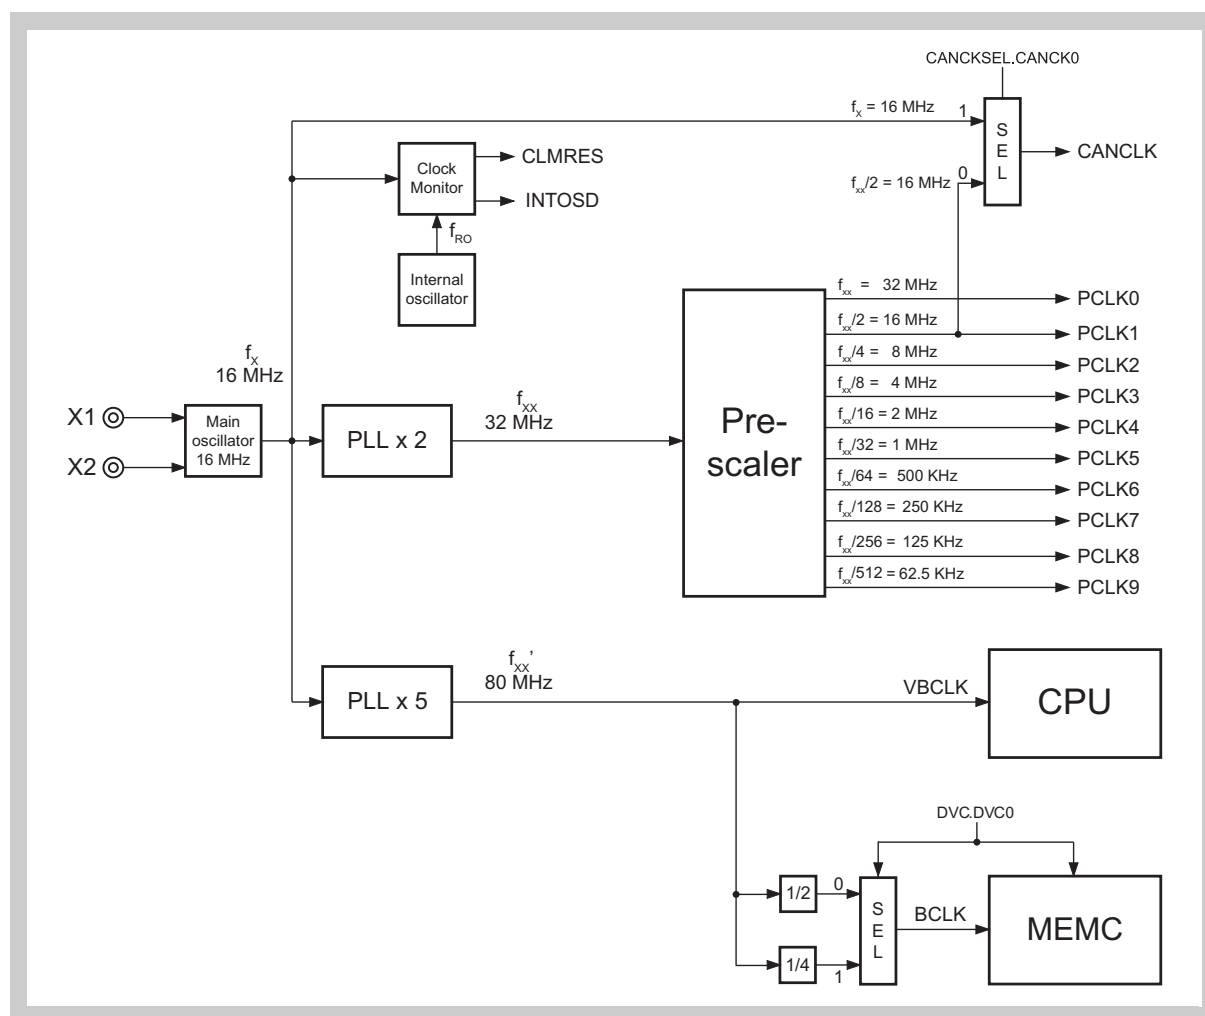 CANCKSEL.CANCK0
fX = 16 MHz
1
SEL
CANCLK
0
fxx/2 = 16 MHz
Clock
Monitor
CLMRES
INTOSD
fRO
Internal
oscillator
fX
16 MHz
X1
X2
Main
oscillator
16 MHz
PLL x 2
fXX
32 MHz
Pre-
scaler
fxx = 32 MHz
PCLK0
fxx/2 = 16 MHz
PCLK1
fxx/4 = 8 MHz
PCLK2
fxx/8 = 4 MHz
PCLK3
fxx/16 = 2 MHz
PCLK4
fxx/32 = 1 MHz
PCLK5
fxx/64 = 500 KHz
PCLK6
fxx/128 = 250 KHz
PCLK7
fxx/256 = 125 KHz
PCLK8
fxx/512 = 62.5 KHz
PCLK9
PLL x 5
fXX'
80 MHz
VBCLK
CPU
DVC.DVC0
1/2
0
SEL
BCLK
MEMC
1/4
1